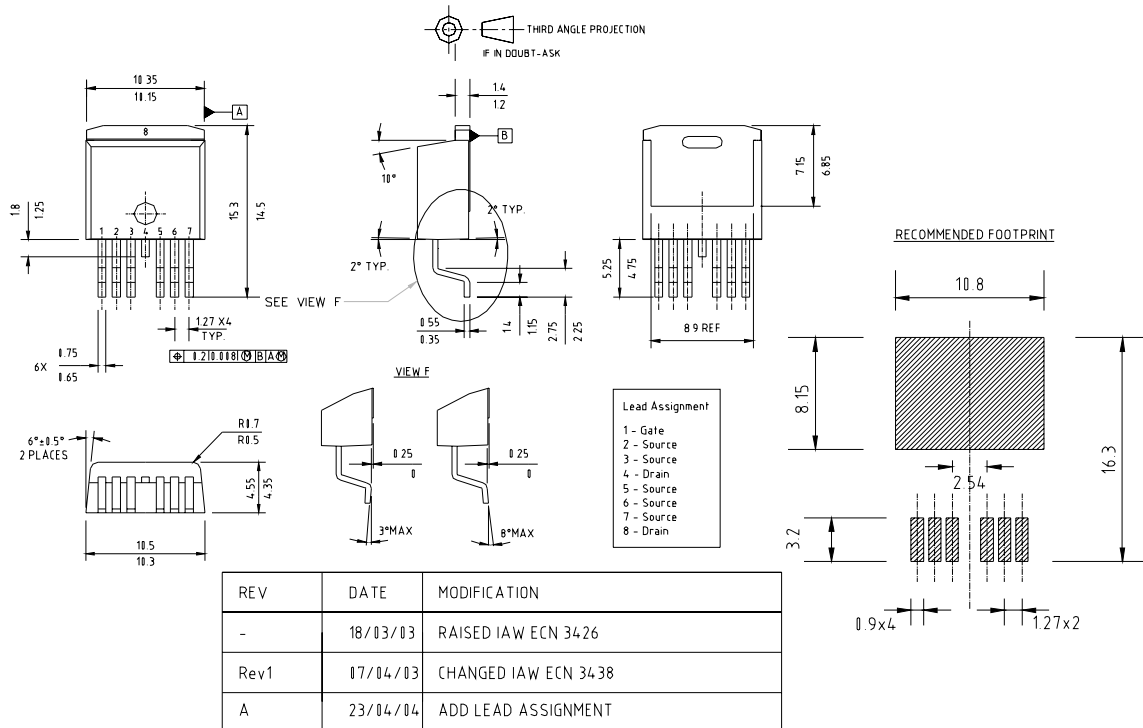 THIRD ANGLE PROJECTION
IF IN DOUBT-ASK
10.35
10.15
A
8
1.8
1.25
15.3
14.5
1 2 3 4 5 6 7
1.27 X4
TYP.
0.2|0.008|Ⓜ|B|AⓂ
6X
0.75
0.65
1.4
1.2
B
10°
2° TYP.
2° TYP.
SEE VIEW F
0.55
0.35
1.4
1.15
2.75
2.25
7.15
6.85
5.25
4.75
8.9 REF
RECOMMENDED FOOTPRINT
10.8
8.15
16.3
2.54
3.2
0.9x4
1.27x2
6°±0.5°
2 PLACES
R0.7
R0.5
4.55
4.35
10.5
10.3
VIEW F
0.25
0
3°MAX
0.25
0
8°MAX
Lead Assignment
1 - Gate
2 - Source
3 - Source
4 - Drain
5 - Source
6 - Source
7 - Source
8 - Drain
REV DATE MODIFICATION
- 18/03/03 RAISED IAW ECN 3426
Rev1 07/04/03 CHANGED IAW ECN 3438
A 23/04/04 ADD LEAD ASSIGNMENT